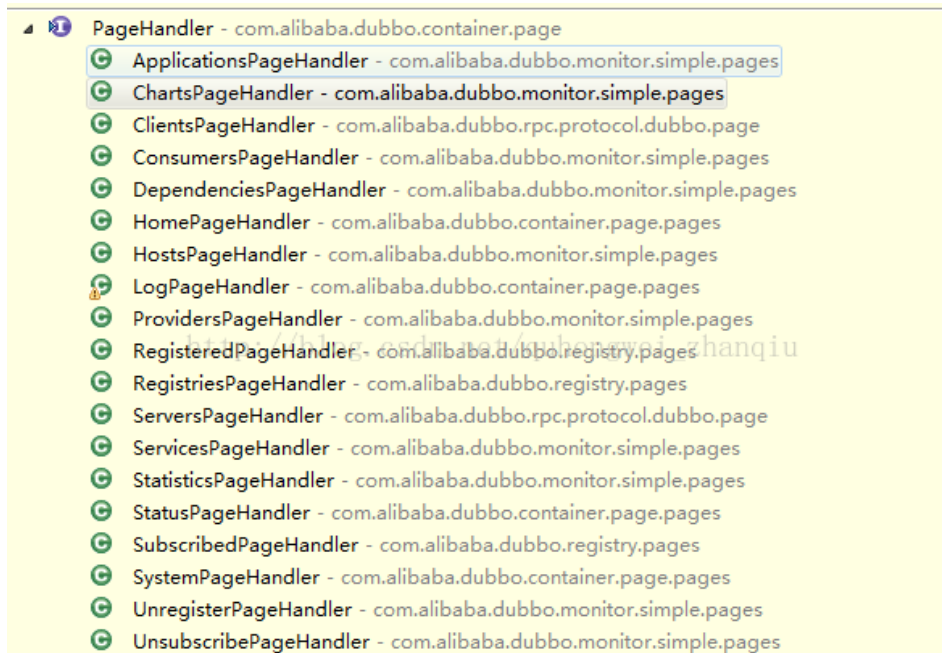 PageHandler - com.alibaba.dubbo.container.page
ApplicationsPageHandler - com.alibaba.dubbo.monitor.simple.pages
ChartsPageHandler - com.alibaba.dubbo.monitor.simple.pages
ClientsPageHandler - com.alibaba.dubbo.rpc.protocol.dubbo.page
ConsumersPageHandler - com.alibaba.dubbo.monitor.simple.pages
DependenciesPageHandler - com.alibaba.dubbo.monitor.simple.pages
HomePageHandler - com.alibaba.dubbo.container.page.pages
HostsPageHandler - com.alibaba.dubbo.monitor.simple.pages
LogPageHandler - com.alibaba.dubbo.container.page.pages
ProvidersPageHandler - com.alibaba.dubbo.monitor.simple.pages
RegisteredPageHandler - com.alibaba.dubbo.registry.pages
http://blog.csdn.net/quhongwei_zhanqiu
RegistriesPageHandler - com.alibaba.dubbo.registry.pages
ServersPageHandler - com.alibaba.dubbo.rpc.protocol.dubbo.page
ServicesPageHandler - com.alibaba.dubbo.monitor.simple.pages
StatisticsPageHandler - com.alibaba.dubbo.monitor.simple.pages
StatusPageHandler - com.alibaba.dubbo.container.page.pages
SubscribedPageHandler - com.alibaba.dubbo.registry.pages
SystemPageHandler - com.alibaba.dubbo.container.page.pages
UnregisterPageHandler - com.alibaba.dubbo.monitor.simple.pages
UnsubscribePageHandler - com.alibaba.dubbo.monitor.simple.pages